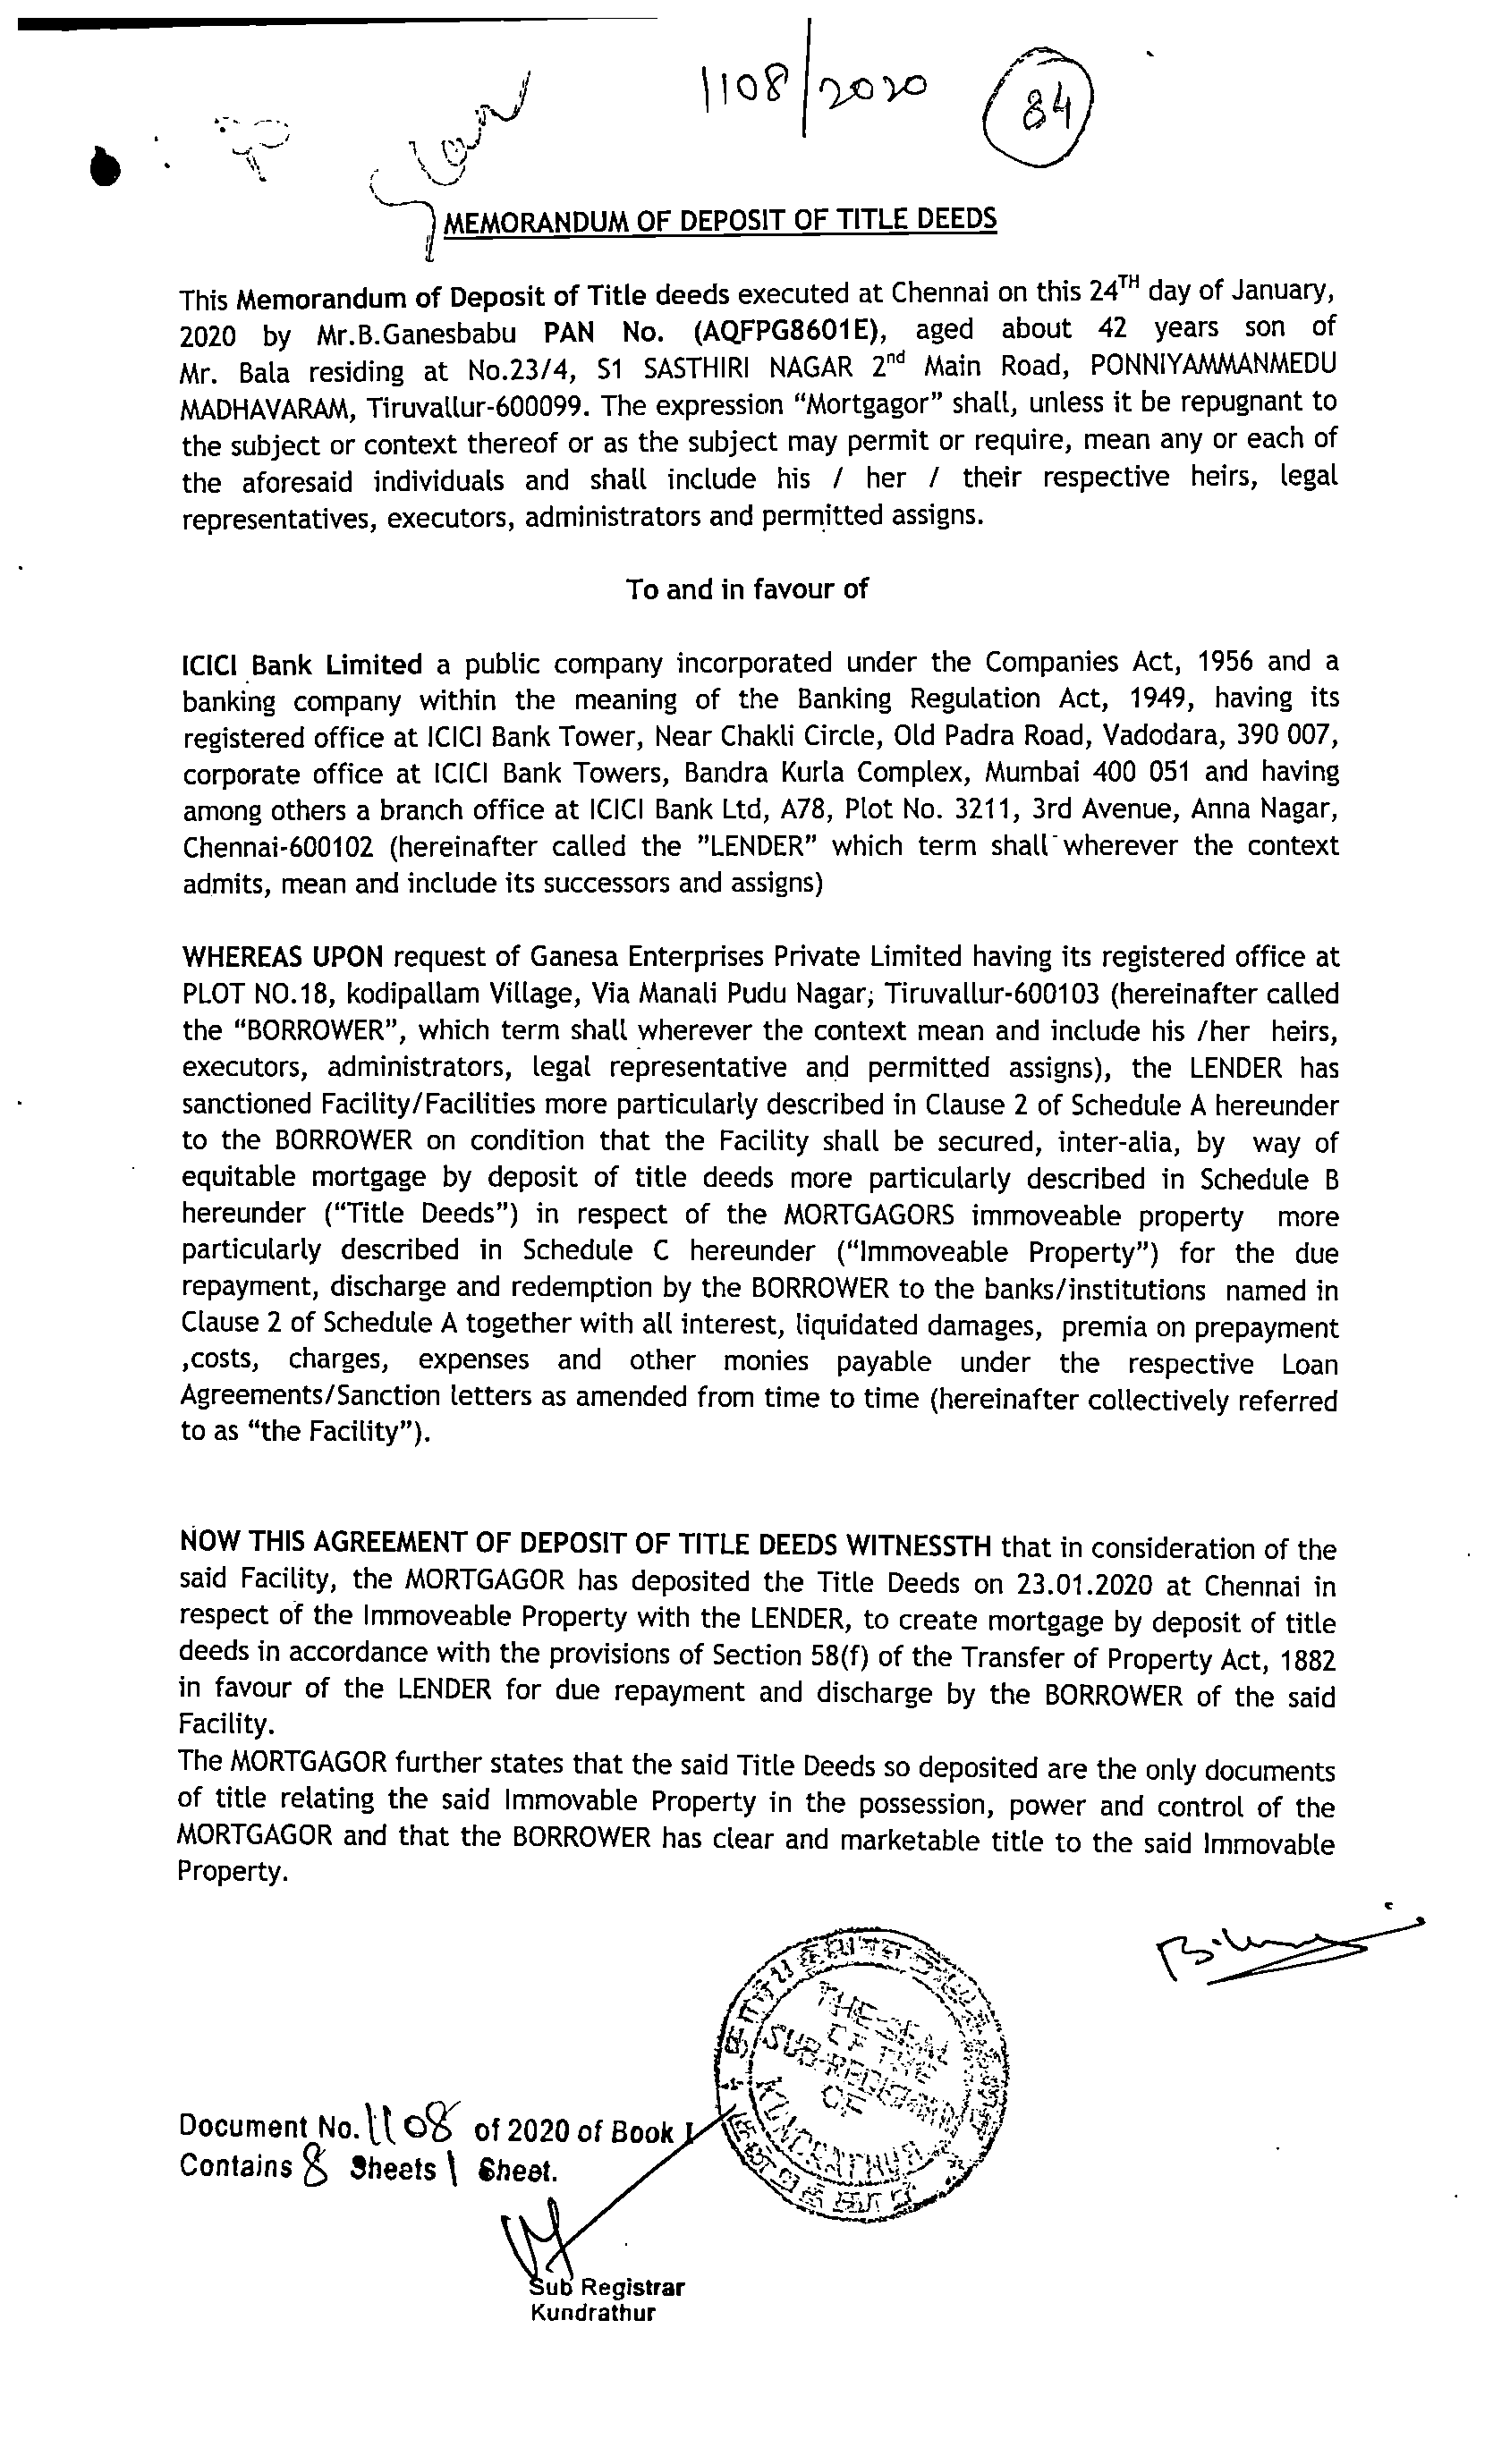 1108/2020
84
MEMORANDUM OF DEPOSIT OF TITLE DEEDS
This Memorandum of Deposit of Title deeds executed at Chennai on this 24TH day of January,
2020 by Mr.B.Ganesbabu PAN No. (AQFPG8601E), aged about 42 years son of
Mr. Bala residing at No.23/4, S1 SASTHIRI NAGAR 2nd Main Road, PONNIYAMMANMEDU
MADHAVARAM, Tiruvallur-600099. The expression “Mortgagor” shall, unless it be repugnant to
the subject or context thereof or as the subject may permit or require, mean any or each of
the aforesaid individuals and shall include his / her / their respective heirs, legal
representatives, executors, administrators and permitted assigns.
To and in favour of
ICICI Bank Limited a public company incorporated under the Companies Act, 1956 and a
banking company within the meaning of the Banking Regulation Act, 1949, having its
registered office at ICICI Bank Tower, Near Chakli Circle, Old Padra Road, Vadodara, 390 007,
corporate office at ICICI Bank Towers, Bandra Kurla Complex, Mumbai 400 051 and having
among others a branch office at ICICI Bank Ltd, A78, Plot No. 3211, 3rd Avenue, Anna Nagar,
Chennai-600102 (hereinafter called the ”LENDER” which term shall wherever the context
admits, mean and include its successors and assigns)
WHEREAS UPON request of Ganesa Enterprises Private Limited having its registered office at
PLOT NO.18, kodipallam Village, Via Manali Pudu Nagar, Tiruvallur-600103 (hereinafter called
the “BORROWER”, which term shall wherever the context mean and include his /her heirs,
executors, administrators, legal representative and permitted assigns), the LENDER has
sanctioned Facility/Facilities more particularly described in Clause 2 of Schedule A hereunder
to the BORROWER on condition that the Facility shall be secured, inter-alia, by way of
equitable mortgage by deposit of title deeds more particularly described in Schedule B
hereunder (“Title Deeds”) in respect of the MORTGAGORS immoveable property more
particularly described in Schedule C hereunder (“Immoveable Property”) for the due
repayment, discharge and redemption by the BORROWER to the banks/institutions named in
Clause 2 of Schedule A together with all interest, liquidated damages, premia on prepayment
,costs, charges, expenses and other monies payable under the respective Loan
Agreements/Sanction letters as amended from time to time (hereinafter collectively referred
to as “the Facility”).
NOW THIS AGREEMENT OF DEPOSIT OF TITLE DEEDS WITNESSTH that in consideration of the
said Facility, the MORTGAGOR has deposited the Title Deeds on 23.01.2020 at Chennai in
respect of the Immoveable Property with the LENDER, to create mortgage by deposit of title
deeds in accordance with the provisions of Section 58(f) of the Transfer of Property Act, 1882
in favour of the LENDER for due repayment and discharge by the BORROWER of the said
Facility.
The MORTGAGOR further states that the said Title Deeds so deposited are the only documents
of title relating the said Immovable Property in the possession, power and control of the
MORTGAGOR and that the BORROWER has clear and marketable title to the said Immovable
Property.
THE SEAL
OF THE
SUB-REGISTRAR
OF
Document No. 1108 of 2020 of Book I
Contains 8 Sheets 1 Sheet.
Sub Registrar
Kundrathur